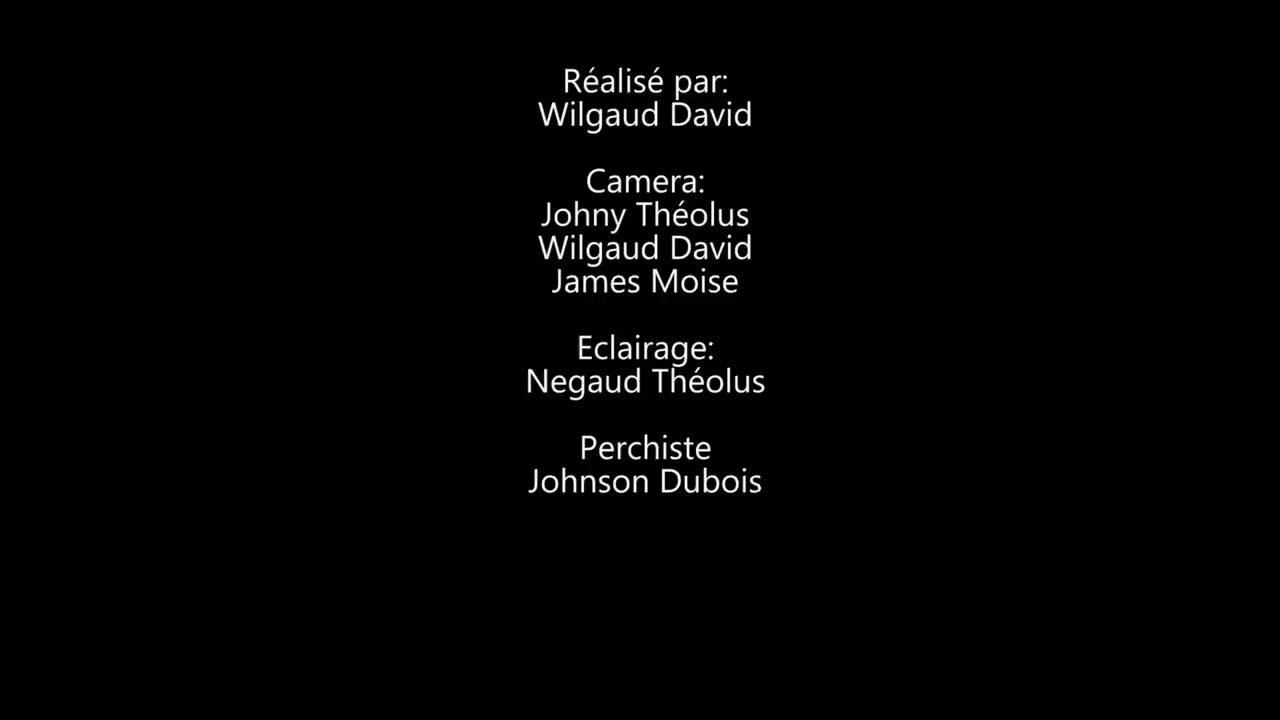 Réalisé par:
Wilgaud David
Camera:
Johny Théolus
Wilgaud David
James Moise
Eclairage:
Negaud Théolus
Perchiste
Johnson Dubois